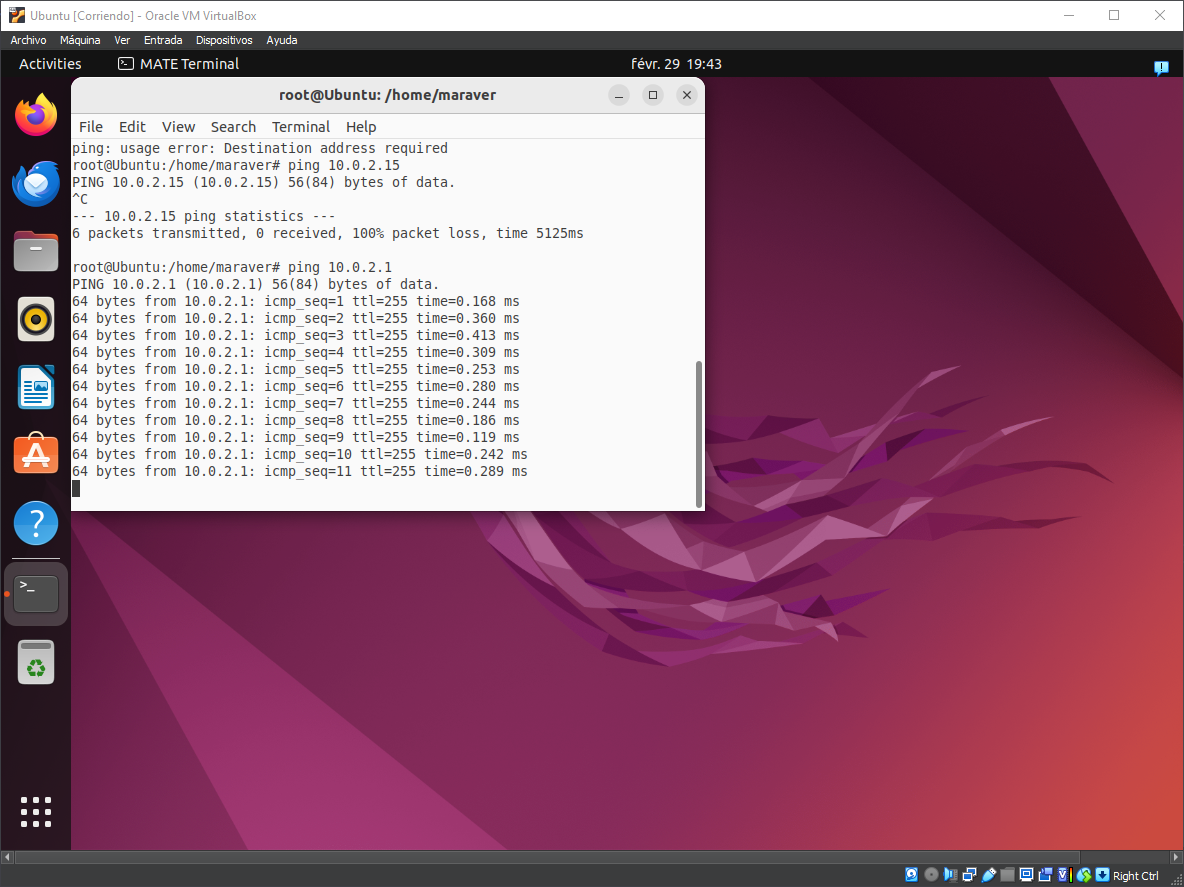 Ubuntu [Corriendo] - Oracle VM VirtualBox
Archivo Máquina Ver Entrada Dispositivos Ayuda
Activities MATE Terminal févr. 29 19:43
root@Ubuntu: /home/maraver
File Edit View Search Terminal Help
ping: usage error: Destination address required
root@Ubuntu:/home/maraver# ping 10.0.2.15
PING 10.0.2.15 (10.0.2.15) 56(84) bytes of data.
^C
--- 10.0.2.15 ping statistics ---
6 packets transmitted, 0 received, 100% packet loss, time 5125ms
root@Ubuntu:/home/maraver# ping 10.0.2.1
PING 10.0.2.1 (10.0.2.1) 56(84) bytes of data.
64 bytes from 10.0.2.1: icmp_seq=1 ttl=255 time=0.168 ms
64 bytes from 10.0.2.1: icmp_seq=2 ttl=255 time=0.360 ms
64 bytes from 10.0.2.1: icmp_seq=3 ttl=255 time=0.413 ms
64 bytes from 10.0.2.1: icmp_seq=4 ttl=255 time=0.309 ms
64 bytes from 10.0.2.1: icmp_seq=5 ttl=255 time=0.253 ms
64 bytes from 10.0.2.1: icmp_seq=6 ttl=255 time=0.280 ms
64 bytes from 10.0.2.1: icmp_seq=7 ttl=255 time=0.244 ms
64 bytes from 10.0.2.1: icmp_seq=8 ttl=255 time=0.186 ms
64 bytes from 10.0.2.1: icmp_seq=9 ttl=255 time=0.119 ms
64 bytes from 10.0.2.1: icmp_seq=10 ttl=255 time=0.242 ms
64 bytes from 10.0.2.1: icmp_seq=11 ttl=255 time=0.289 ms
Right Ctrl